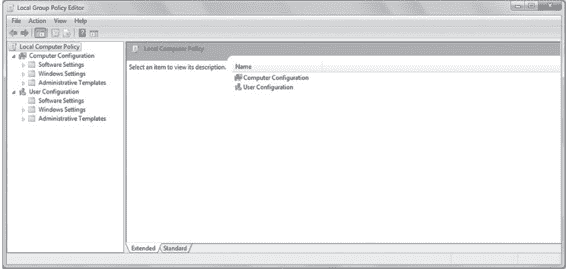 Local Group Policy Editor
File Action View Help
Local Computer Policy
Computer Configuration
Software Settings
Windows Settings
Administrative Templates
User Configuration
Software Settings
Windows Settings
Administrative Templates
Local Computer Policy
Select an item to view its description.
Name
Computer Configuration
User Configuration
Extended Standard